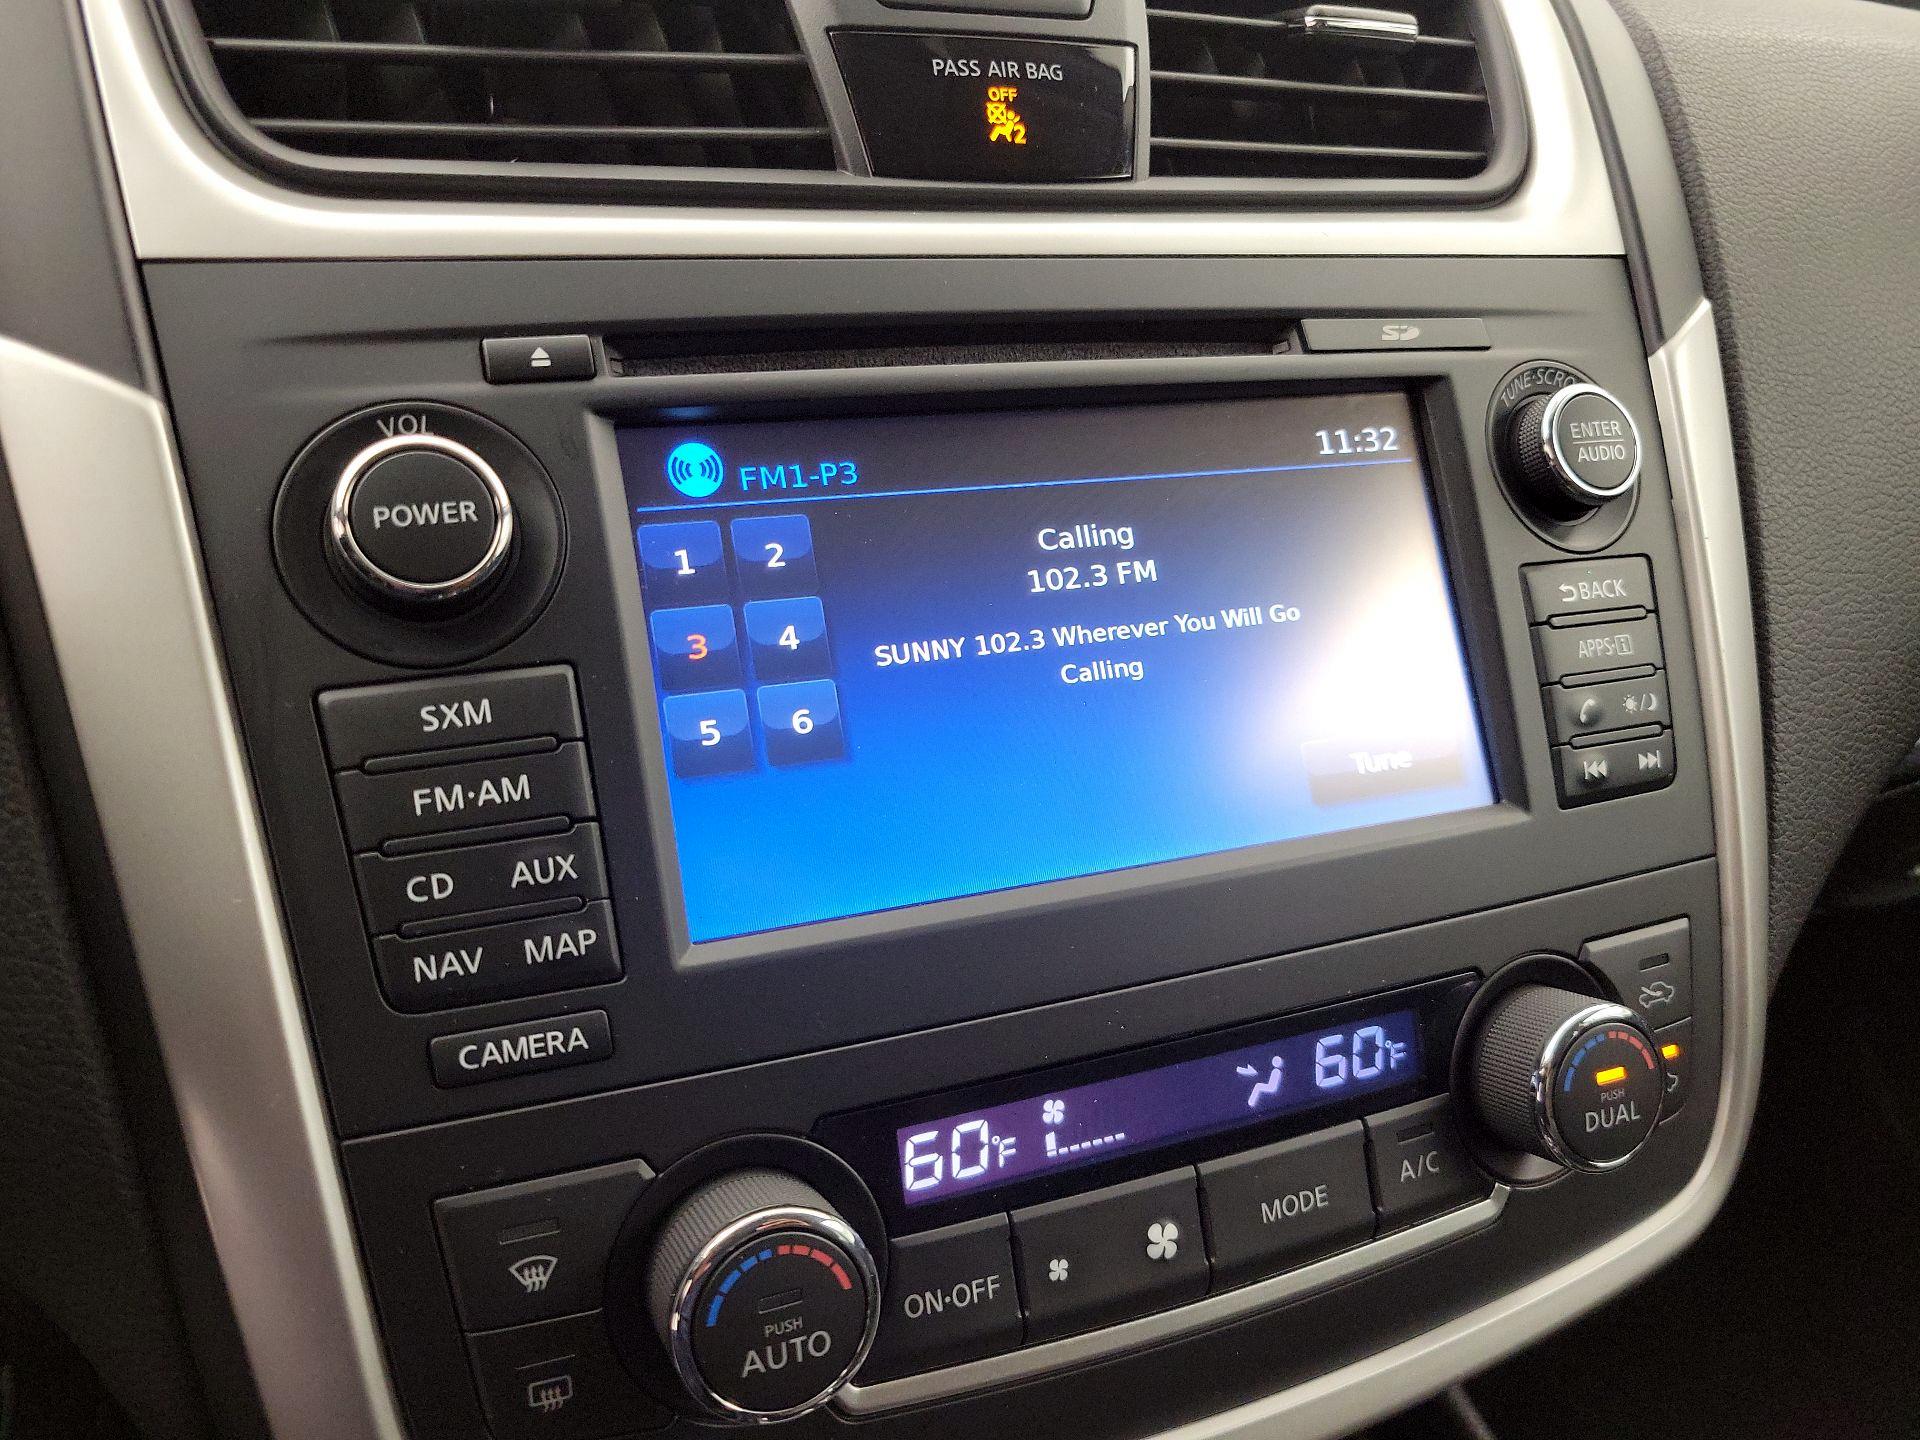 PASS AIR BAG
OFF
2
SD
VOL
POWER
TUNE·SCRO
ENTER
AUDIO
FM1-P3
11:32
1 2
3 4
5 6
Calling
102.3 FM
SUNNY 102.3 Wherever You Will Go
Calling
Tune
BACK
APPS·i
SXM
FM·AM
CD AUX
NAV MAP
CAMERA
60°F
60°F
PUSH
DUAL
PUSH
AUTO
ON·OFF
MODE
A/C